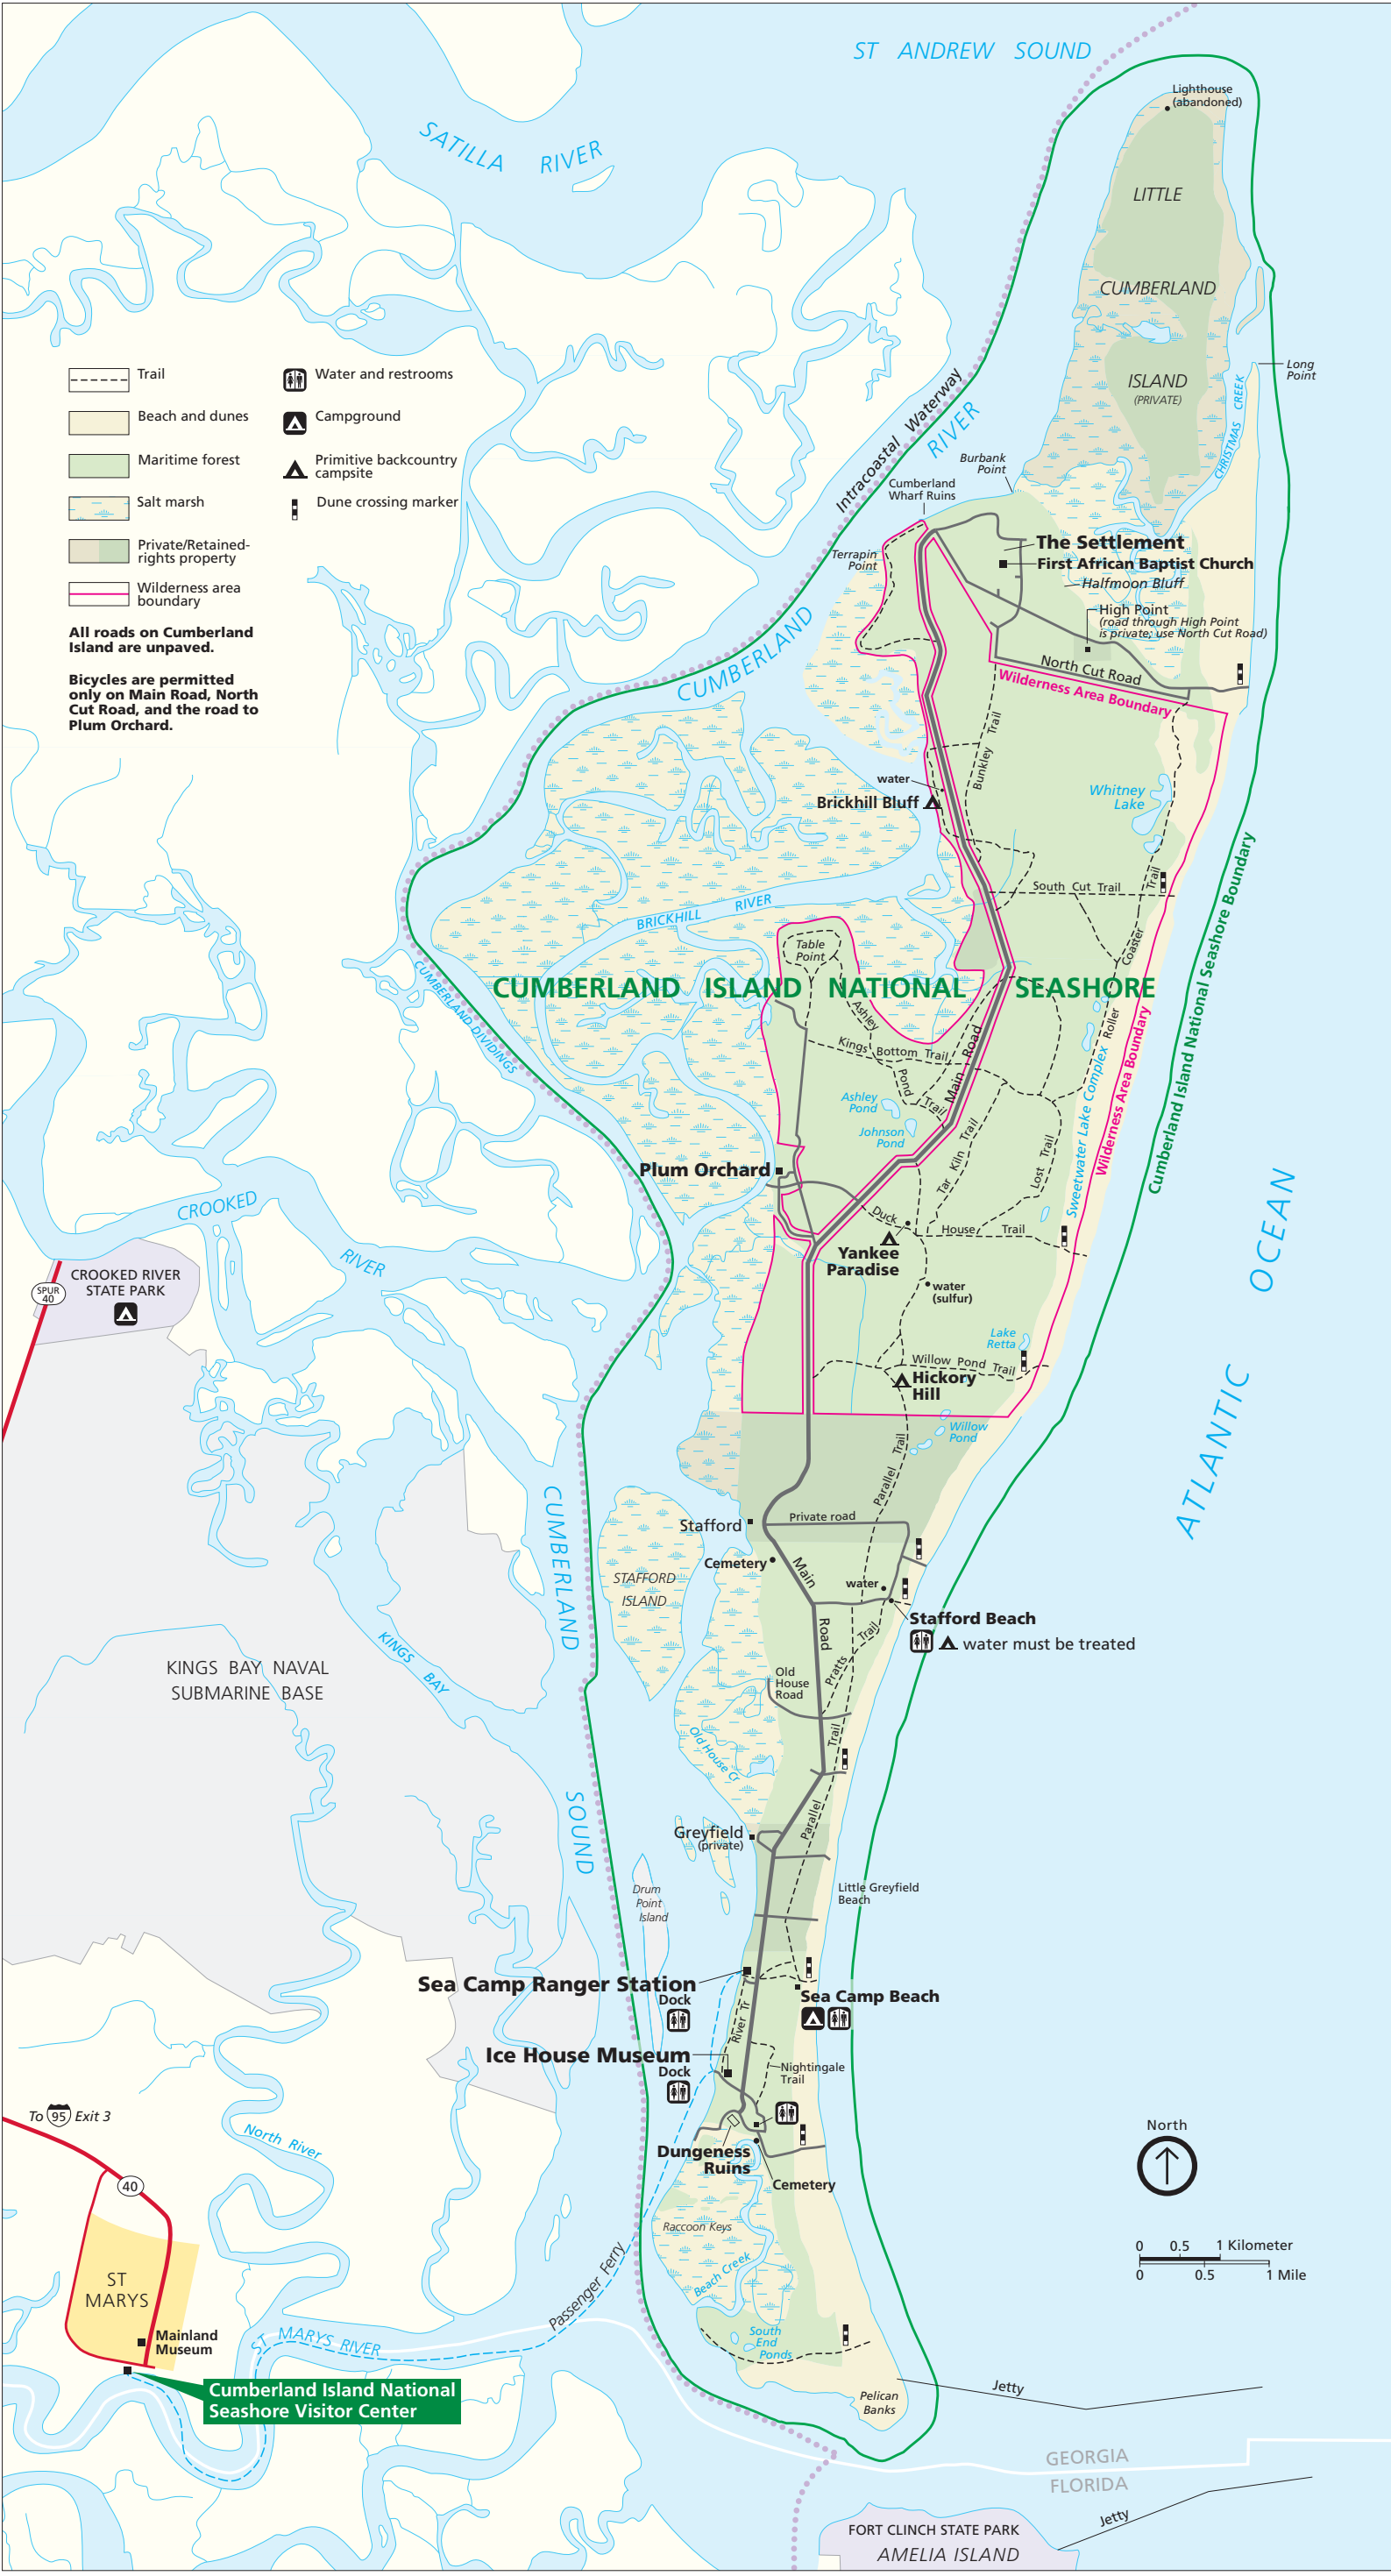 ST ANDREW SOUND
SATILLA RIVER
Lighthouse
(abandoned)
LITTLE
CUMBERLAND
ISLAND
(PRIVATE)
Long
Point
CHRISTMAS CREEK
Intracoastal Waterway
CUMBERLAND RIVER
Burbank
Point
Cumberland
Wharf Ruins
Terrapin
Point
The Settlement
First African Baptist Church
Halfmoon Bluff
High Point
(road through High Point
is private; use North Cut Road)
North Cut Road
Wilderness Area Boundary
Trail
Beach and dunes
Maritime forest
Salt marsh
Private/Retained-
rights property
Wilderness area
boundary
Water and restrooms
Campground
Primitive backcountry
campsite
Dune crossing marker
All roads on Cumberland
Island are unpaved.
Bicycles are permitted
only on Main Road, North
Cut Road, and the road to
Plum Orchard.
Bunkley Trail
water
Brickhill Bluff
Whitney
Lake
South Cut Trail
Roller Coaster Trail
BRICKHILL RIVER
Table
Point
CUMBERLAND ISLAND NATIONAL SEASHORE
CUMBERLAND DIVIDINGS
Ashley Pond Trail
Kings Bottom Trail
Main Road
Ashley
Pond
Johnson
Pond
Tar Kiln Trail
Lost Trail
Sweetwater Lake Complex
Wilderness Area Boundary
Cumberland Island National Seashore Boundary
Plum Orchard
Duck House Trail
Yankee
Paradise
water
(sulfur)
Lake
Retta
Willow Pond Trail
Hickory
Hill
Willow
Pond
CROOKED RIVER
CROOKED RIVER
STATE PARK
SPUR
40
ATLANTIC OCEAN
Parallel Trail
Stafford
Private road
Cemetery
Main Road
water
Stafford Beach
water must be treated
STAFFORD
ISLAND
CUMBERLAND SOUND
KINGS BAY
KINGS BAY NAVAL
SUBMARINE BASE
Old
House
Road
Pratts Trail
Old House Cr
Parallel Trail
Greyfield
(private)
Little Greyfield
Beach
Drum
Point
Island
Sea Camp Ranger Station
Dock
Sea Camp Beach
River Tr
Ice House Museum
Dock
Nightingale
Trail
Dungeness
Ruins
Cemetery
Raccoon Keys
Beach Creek
Passenger Ferry
South
End
Ponds
Pelican
Banks
Jetty
North
0 0.5 1 Kilometer
0 0.5 1 Mile
To 95 Exit 3
40
North River
ST
MARYS
Mainland
Museum
ST MARYS RIVER
Cumberland Island National
Seashore Visitor Center
GEORGIA
FLORIDA
Jetty
FORT CLINCH STATE PARK
AMELIA ISLAND